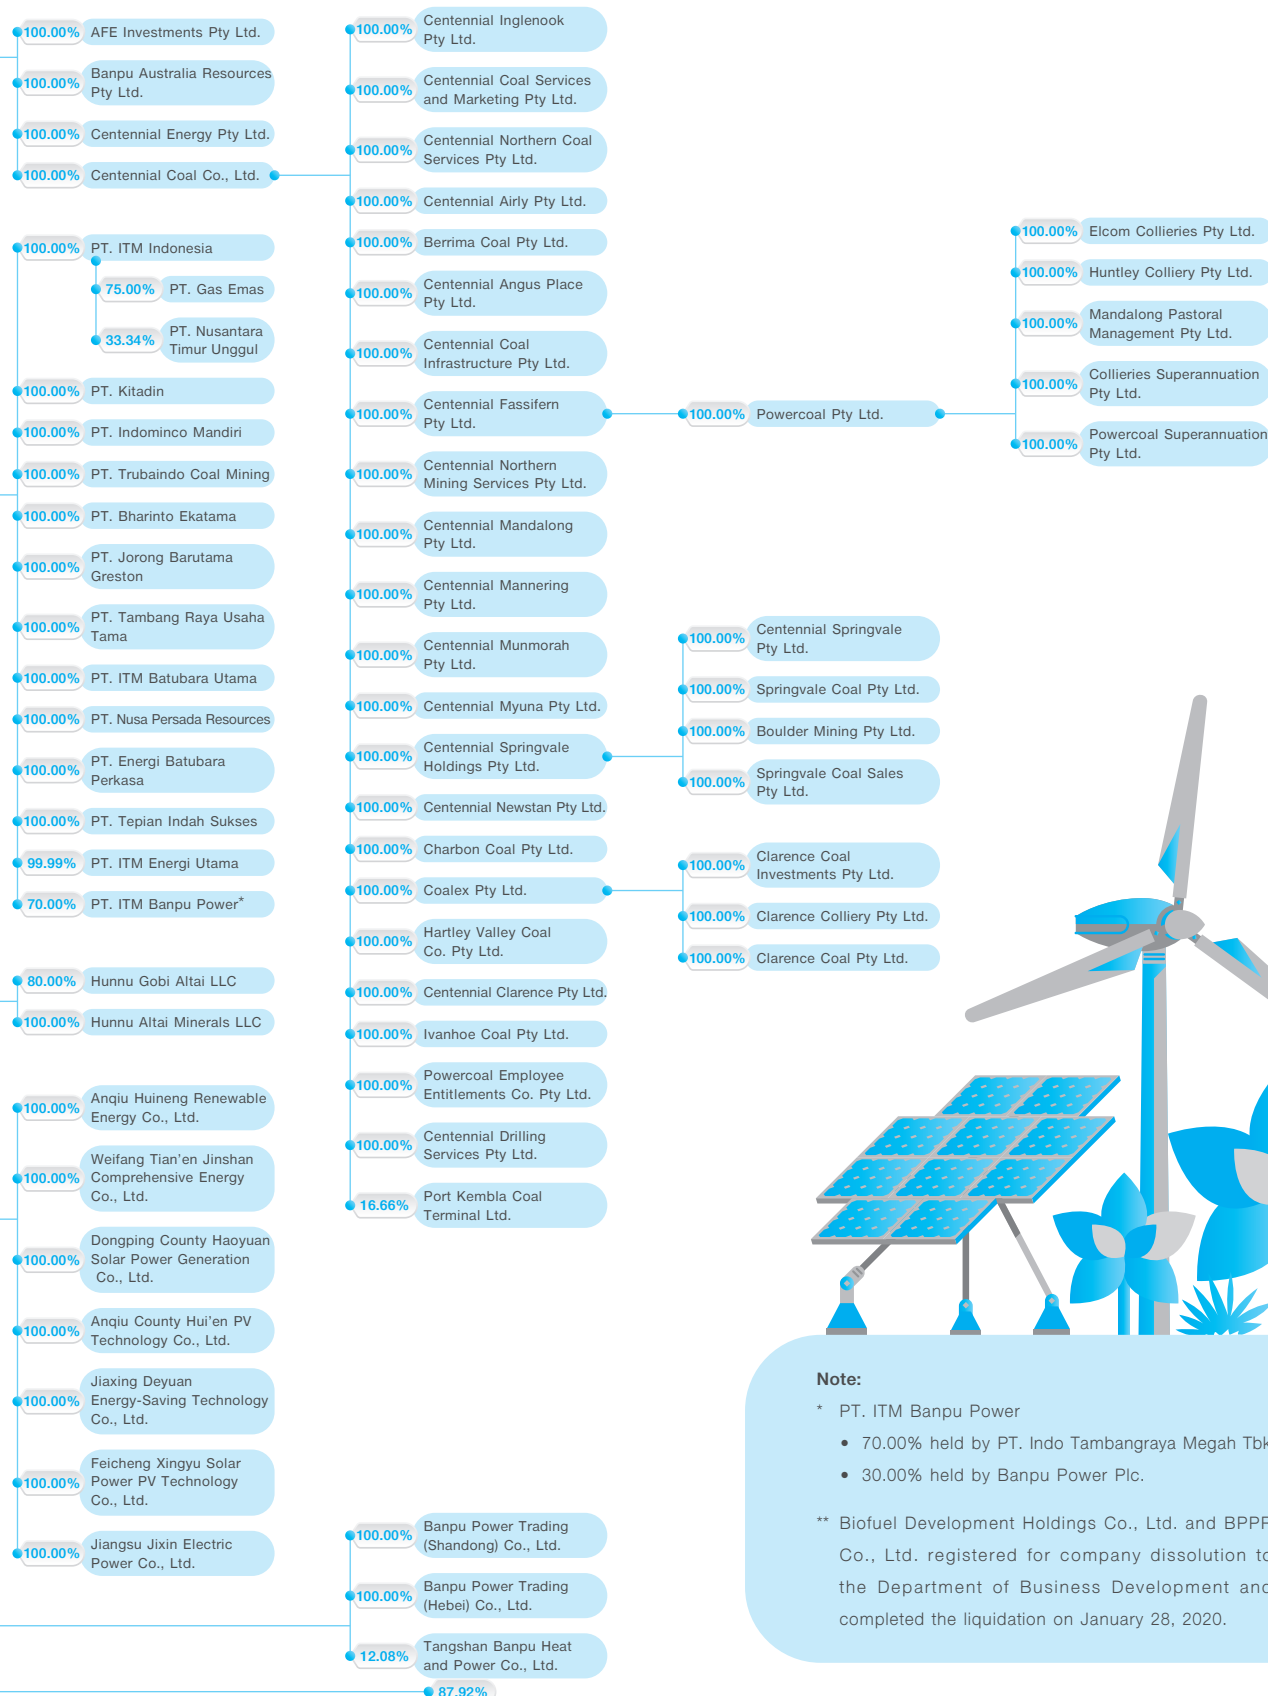 100.00% AFE Investments Pty Ltd.
100.00% Banpu Australia Resources
Pty Ltd.
100.00% Centennial Energy Pty Ltd.
100.00% Centennial Coal Co., Ltd.
100.00% PT. ITM Indonesia
75.00% PT. Gas Emas
33.34% PT. Nusantara
Timur Unggul
100.00% PT. Kitadin
100.00% PT. Indominco Mandiri
100.00% PT. Trubaindo Coal Mining
100.00% PT. Bharinto Ekatama
100.00% PT. Jorong Barutama
Greston
100.00% PT. Tambang Raya Usaha
Tama
100.00% PT. ITM Batubara Utama
100.00% PT. Nusa Persada Resources
100.00% PT. Energi Batubara
Perkasa
100.00% PT. Tepian Indah Sukses
99.99% PT. ITM Energi Utama
70.00% PT. ITM Banpu Power*
80.00% Hunnu Gobi Altai LLC
100.00% Hunnu Altai Minerals LLC
100.00% Anqiu Huineng Renewable
Energy Co., Ltd.
100.00% Weifang Tian'en Jinshan
Comprehensive Energy
Co., Ltd.
100.00% Dongping County Haoyuan
Solar Power Generation
Co., Ltd.
100.00% Anqiu County Hui'en PV
Technology Co., Ltd.
100.00% Jiaxing Deyuan
Energy-Saving Technology
Co., Ltd.
100.00% Feicheng Xingyu Solar
Power PV Technology
Co., Ltd.
100.00% Jiangsu Jixin Electric
Power Co., Ltd.
100.00% Centennial Inglenook
Pty Ltd.
100.00% Centennial Coal Services
and Marketing Pty Ltd.
100.00% Centennial Northern Coal
Services Pty Ltd.
100.00% Centennial Airly Pty Ltd.
100.00% Berrima Coal Pty Ltd.
100.00% Centennial Angus Place
Pty Ltd.
100.00% Centennial Coal
Infrastructure Pty Ltd.
100.00% Centennial Fassifern
Pty Ltd.
100.00% Centennial Northern
Mining Services Pty Ltd.
100.00% Centennial Mandalong
Pty Ltd.
100.00% Centennial Mannering
Pty Ltd.
100.00% Centennial Munmorah
Pty Ltd.
100.00% Centennial Myuna Pty Ltd.
100.00% Centennial Springvale
Holdings Pty Ltd.
100.00% Centennial Newstan Pty Ltd.
100.00% Charbon Coal Pty Ltd.
100.00% Coalex Pty Ltd.
100.00% Hartley Valley Coal
Co. Pty Ltd.
100.00% Centennial Clarence Pty Ltd.
100.00% Ivanhoe Coal Pty Ltd.
100.00% Powercoal Employee
Entitlements Co. Pty Ltd.
100.00% Centennial Drilling
Services Pty Ltd.
16.66% Port Kembla Coal
Terminal Ltd.
100.00% Banpu Power Trading
(Shandong) Co., Ltd.
100.00% Banpu Power Trading
(Hebei) Co., Ltd.
12.08% Tangshan Banpu Heat
and Power Co., Ltd.
87.92%
100.00% Powercoal Pty Ltd.
100.00% Centennial Springvale
Pty Ltd.
100.00% Springvale Coal Pty Ltd.
100.00% Boulder Mining Pty Ltd.
100.00% Springvale Coal Sales
Pty Ltd.
100.00% Clarence Coal
Investments Pty Ltd.
100.00% Clarence Colliery Pty Ltd.
100.00% Clarence Coal Pty Ltd.
100.00% Elcom Collieries Pty Ltd.
100.00% Huntley Colliery Pty Ltd.
100.00% Mandalong Pastoral
Management Pty Ltd.
100.00% Collieries Superannuation
Pty Ltd.
100.00% Powercoal Superannuation
Pty Ltd.
Note:
* PT. ITM Banpu Power
• 70.00% held by PT. Indo Tambangraya Megah Tbk
• 30.00% held by Banpu Power Plc.
** Biofuel Development Holdings Co., Ltd. and BPPP
Co., Ltd. registered for company dissolution to
the Department of Business Development and
completed the liquidation on January 28, 2020.